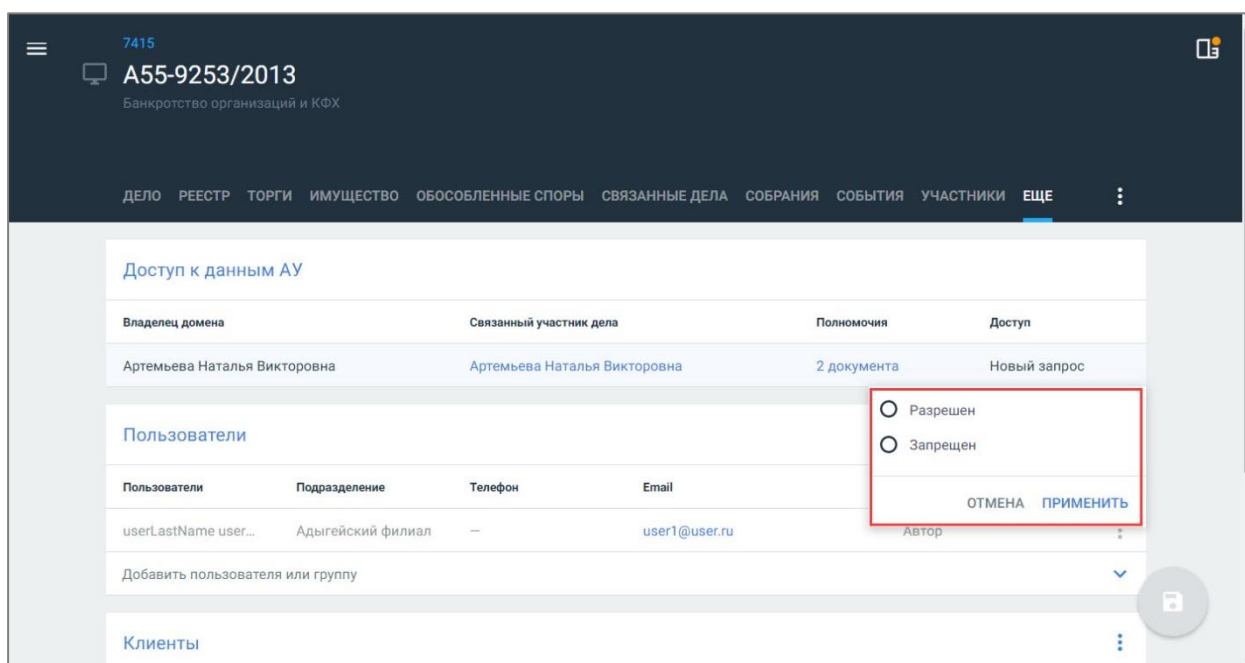 7415
А55-9253/2013
Банкротство организаций и КФХ
ДЕЛО РЕЕСТР ТОРГИ ИМУЩЕСТВО ОБОСОБЛЕННЫЕ СПОРЫ СВЯЗАННЫЕ ДЕЛА СОБРАНИЯ СОБЫТИЯ УЧАСТНИКИ ЕЩЕ
Доступ к данным АУ
Владелец домена Связанный участник дела Полномочия Доступ
Артемьева Наталья Викторовна Артемьева Наталья Викторовна 2 документа Новый запрос
Разрешен
Запрещен
ОТМЕНА ПРИМЕНИТЬ
Пользователи
Пользователи Подразделение Телефон Email
userLastName user... Адыгейский филиал — user1@user.ru Автор
Добавить пользователя или группу
Клиенты